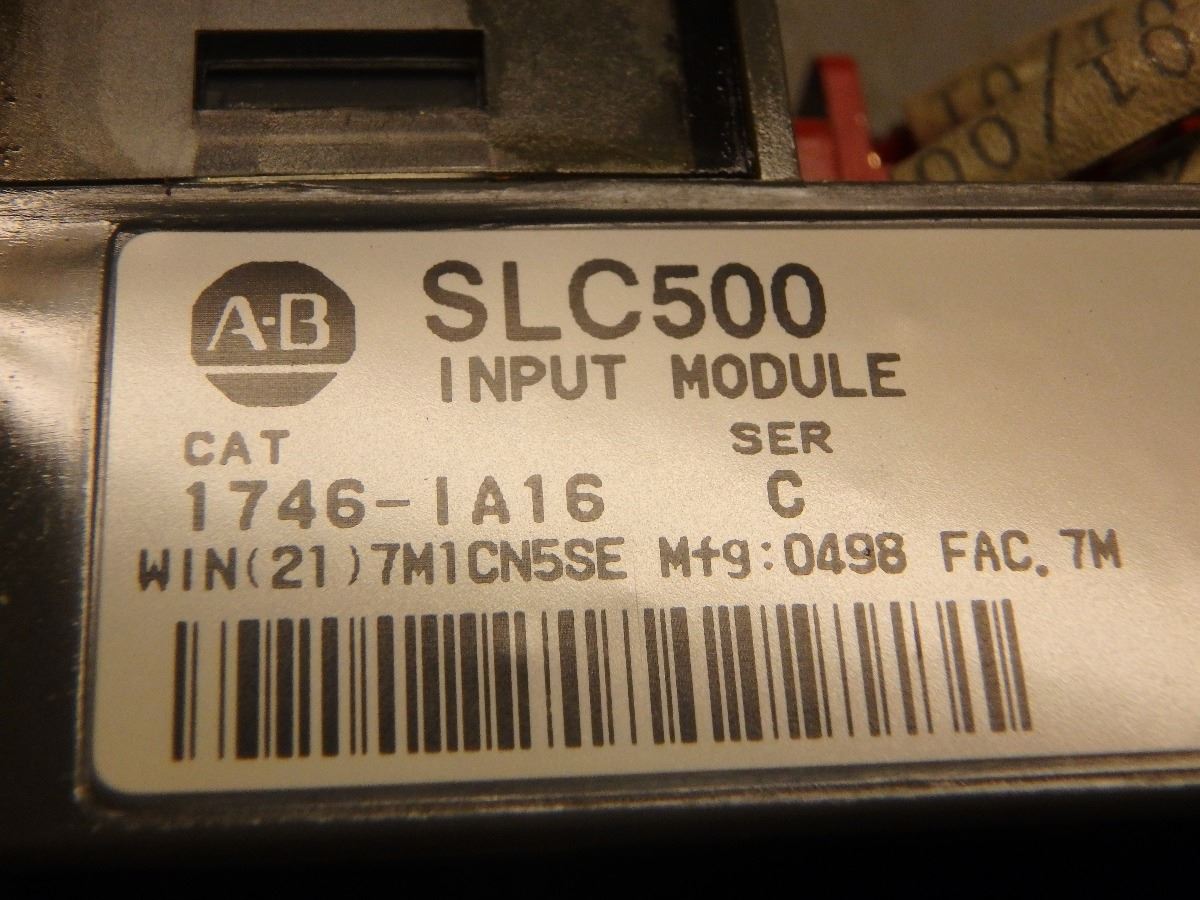 A-B
SLC500
INPUT MODULE
CAT
SER
1746-IA16
C
WIN(21)7M1CN5SE Mfg:0498 FAC.7M